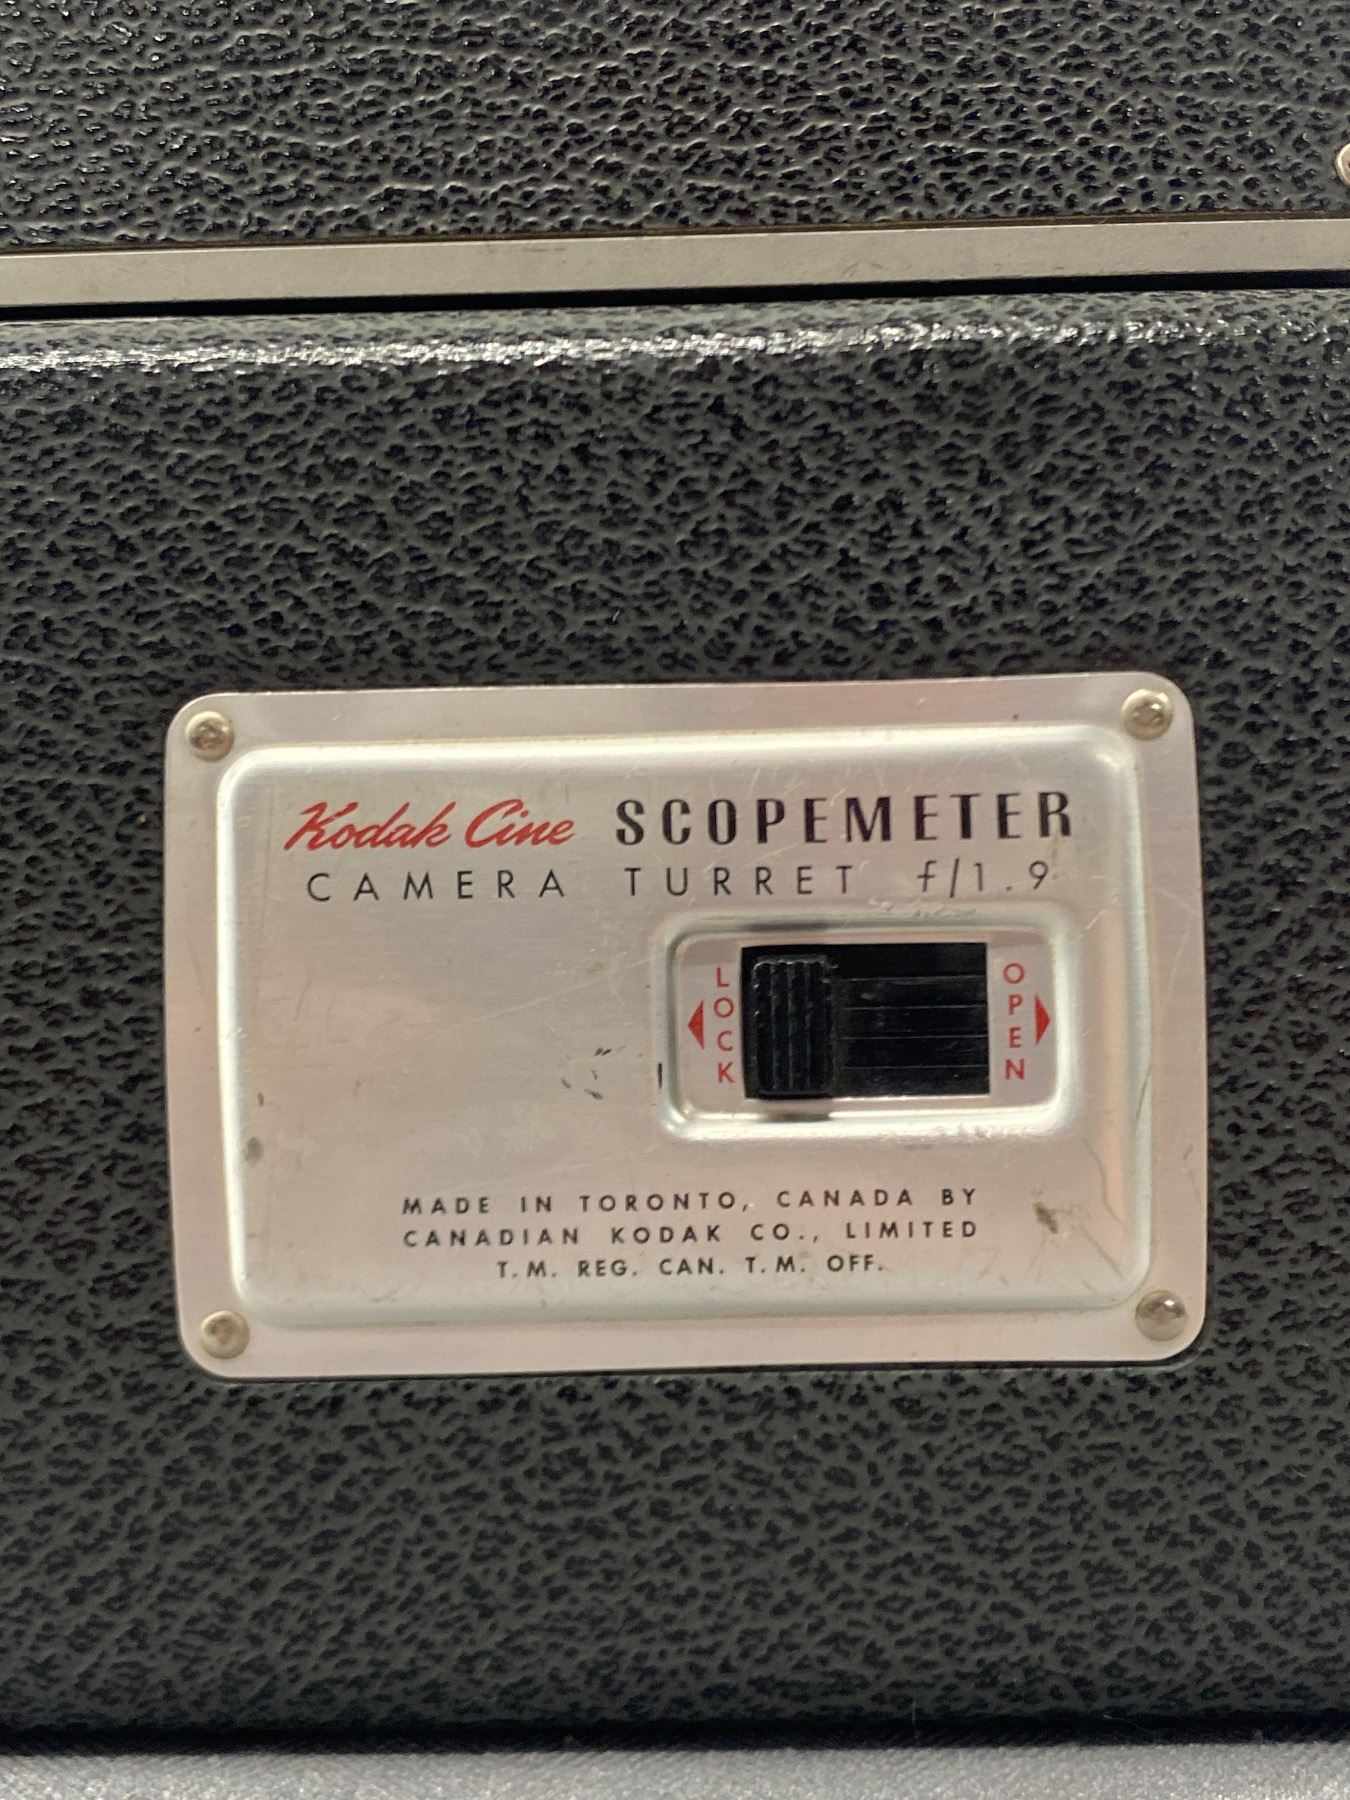 Kodak Cine SCOPEMETER
CAMERA TURRET f/1.9
LOCK
OPEN
MADE IN TORONTO, CANADA BY
CANADIAN KODAK CO., LIMITED
T.M. REG. CAN. T.M. OFF.